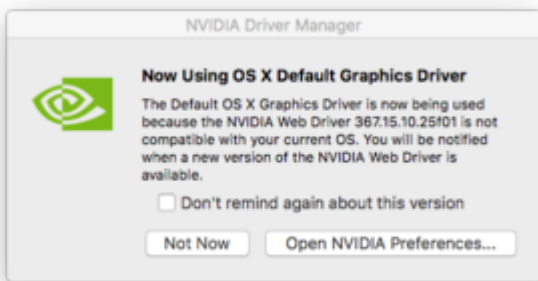 NVIDIA Driver Manager
Now Using OS X Default Graphics Driver
The Default OS X Graphics Driver is now being used
because the NVIDIA Web Driver 367.15.10.25f01 is not
compatible with your current OS. You will be notified
when a new version of the NVIDIA Web Driver is
available.
Don't remind again about this version
Not Now
Open NVIDIA Preferences...